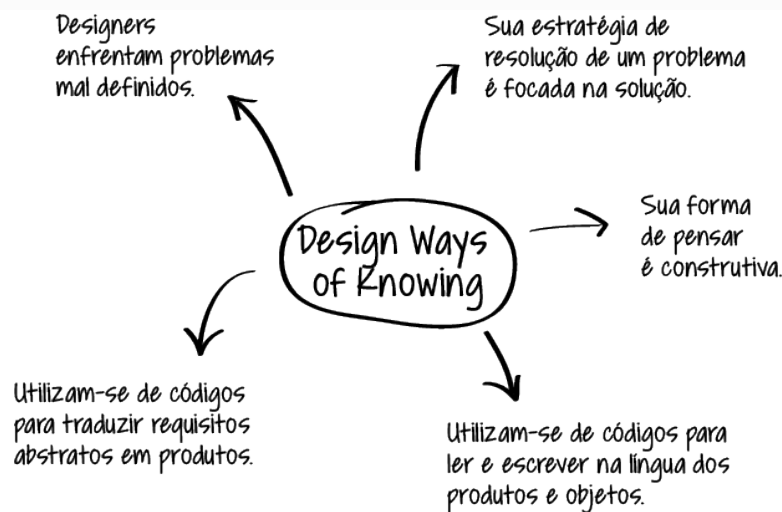 Designers
enfrentam problemas
mal definidos.
Sua estratégia de
resolução de um problema
é focada na solução.
Design Ways
of Knowing
Sua forma
de pensar
é construtiva.
Utilizam-se de códigos
para traduzir requisitos
abstratos em produtos.
Utilizam-se de códigos para
ler e escrever na língua dos
produtos e objetos.